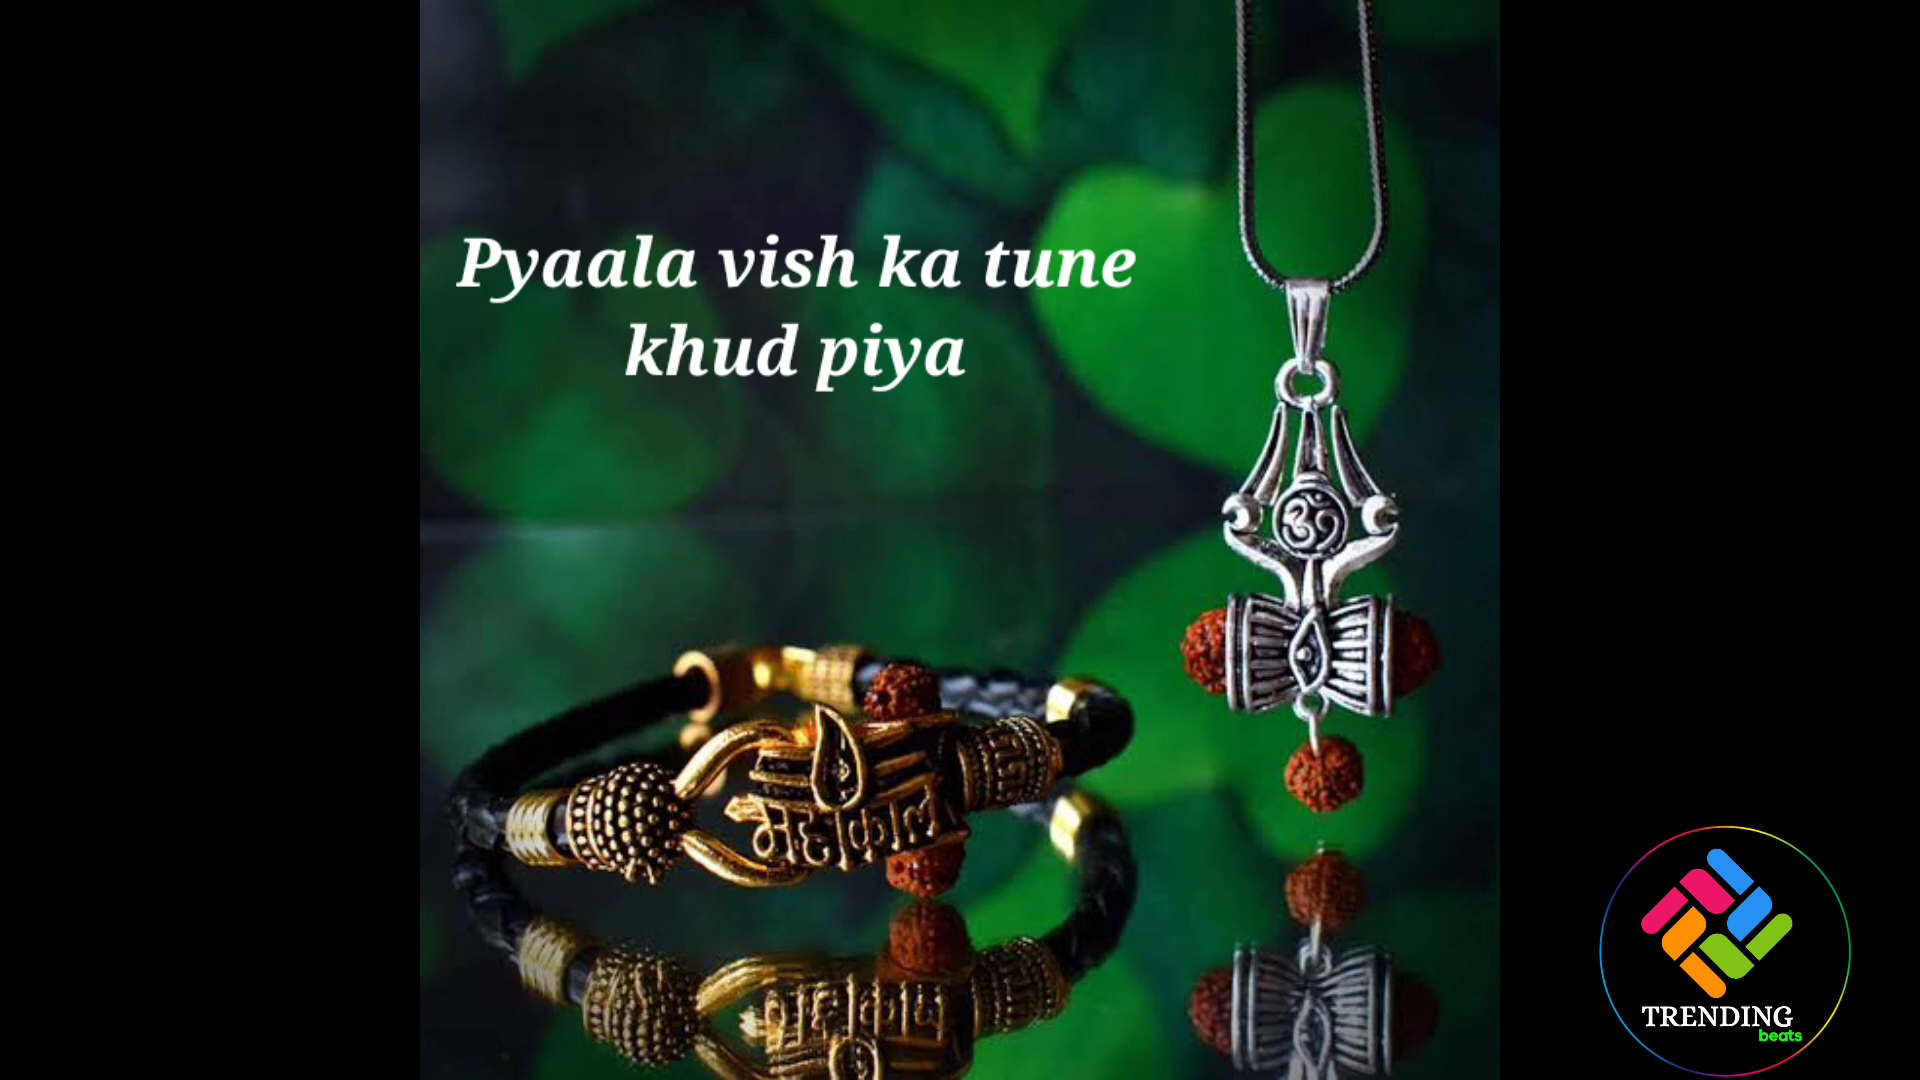 Pyaala vish ka tune
khud piya
ॐ
महाकाल
TRENDING
beats